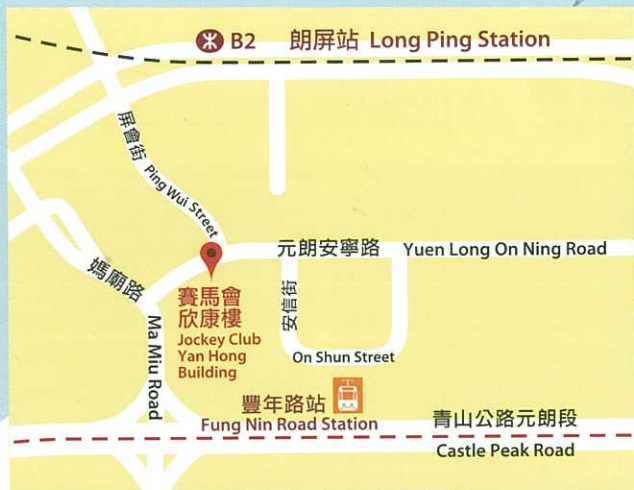 B2 朗屏站 Long Ping Station
屏會街 Ping Wui Street
元朗安寧路 Yuen Long On Ning Road
媽廟路
Ma Miu Road
賽馬會
欣康樓
Jockey Club
Yan Hong
Building
安信街
On Shun Street
豐年路站
Fung Nin Road Station
青山公路元朗段
Castle Peak Road